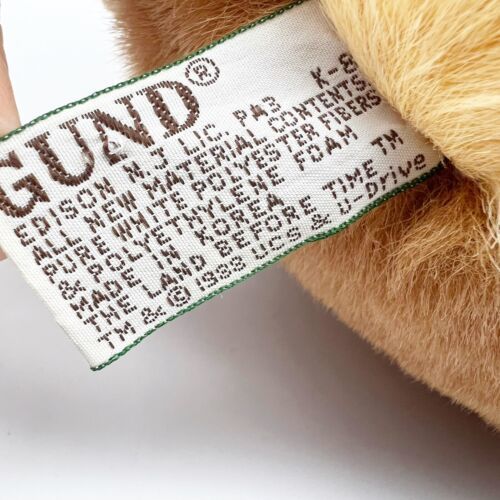 GUND®
EDISON N.J LIC. PA3 K-8
ALL NEW MATERIAL CONTENTS
PURE WHITE POLYESTER FIBERS
& POLYETHYLENE FOAM
MADE IN KOREA
THE LAND BEFORE TIME ™
TM & © 1988 UCS & U-Drive